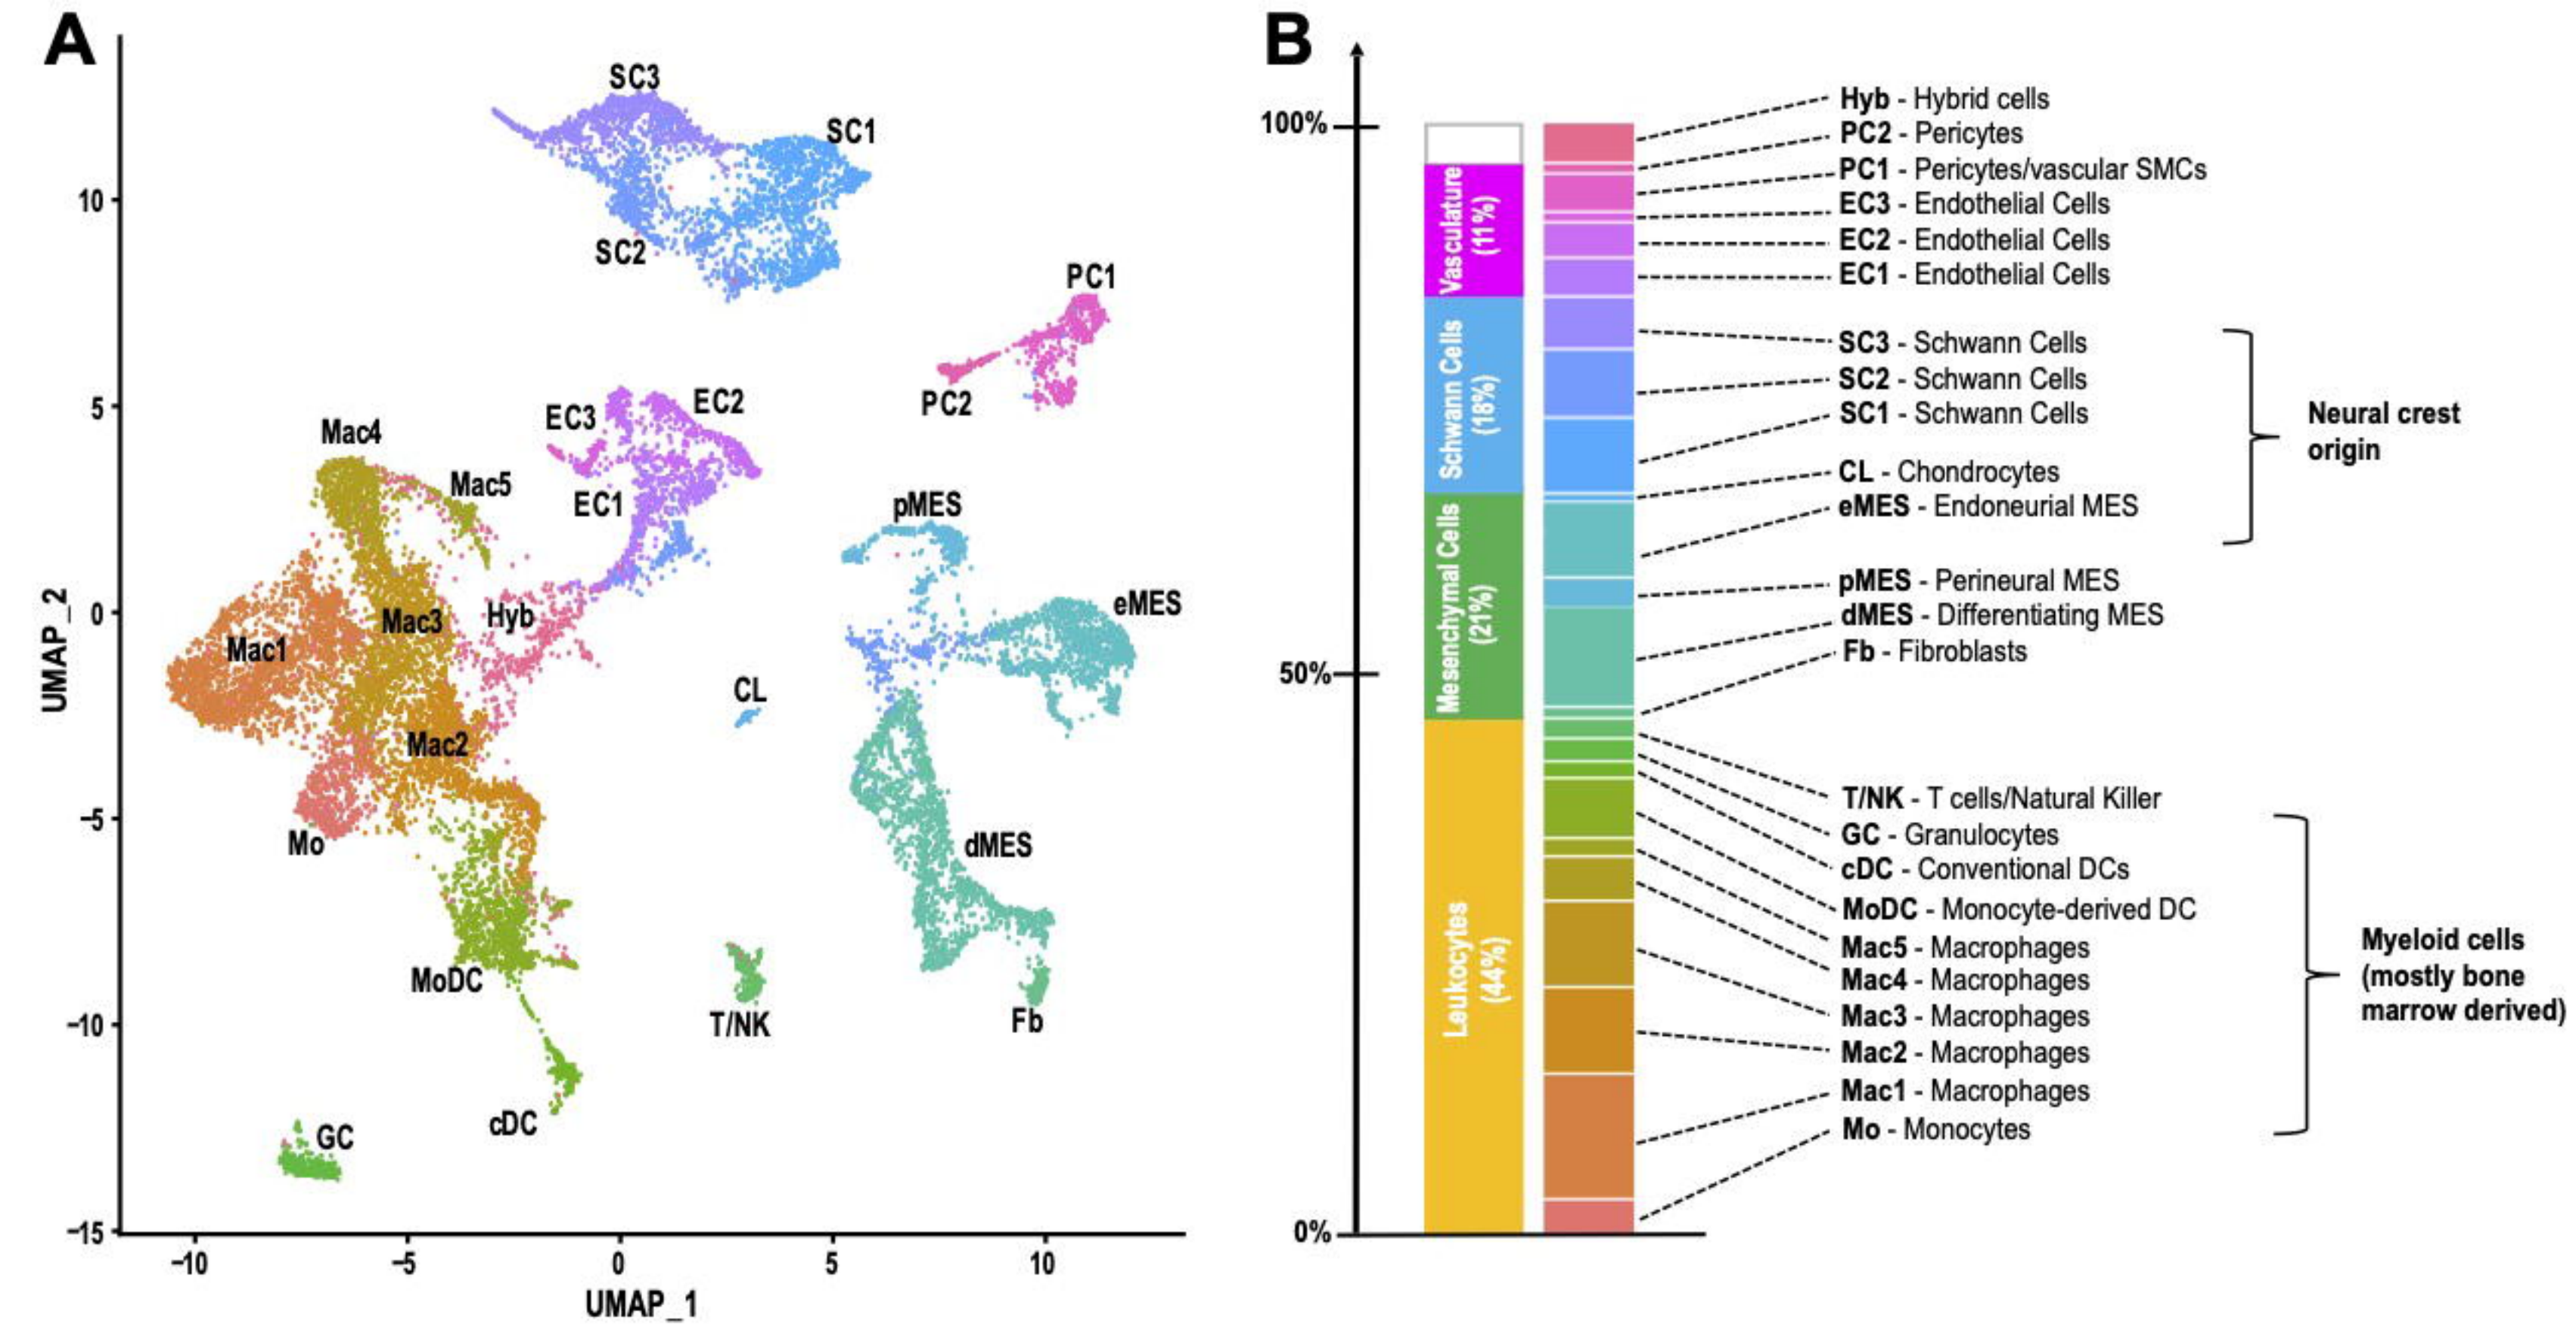 A
SC3
SC1
SC2
PC1
PC2
EC3
EC2
EC1
Mac4
Mac5
pMES
eMES
Hyb
Mac3
Mac1
Mac2
CL
Mo
dMES
MoDC
T/NK
Fb
cDC
GC
10
5
0
−5
−10
−15
UMAP_2
−10
−5
0
5
10
UMAP_1
B
100%
50%
0%
Vasculature
(11%)
Schwann Cells
(18%)
Mesenchymal Cells
(21%)
Leukocytes
(44%)
Hyb - Hybrid cells
PC2 - Pericytes
PC1 - Pericytes/vascular SMCs
EC3 - Endothelial Cells
EC2 - Endothelial Cells
EC1 - Endothelial Cells
SC3 - Schwann Cells
SC2 - Schwann Cells
SC1 - Schwann Cells
CL - Chondrocytes
eMES - Endoneurial MES
pMES - Perineural MES
dMES - Differentiating MES
Fb - Fibroblasts
T/NK - T cells/Natural Killer
GC - Granulocytes
cDC - Conventional DCs
MoDC - Monocyte-derived DC
Mac5 - Macrophages
Mac4 - Macrophages
Mac3 - Macrophages
Mac2 - Macrophages
Mac1 - Macrophages
Mo - Monocytes
Neural crest
origin
Myeloid cells
(mostly bone
marrow derived)